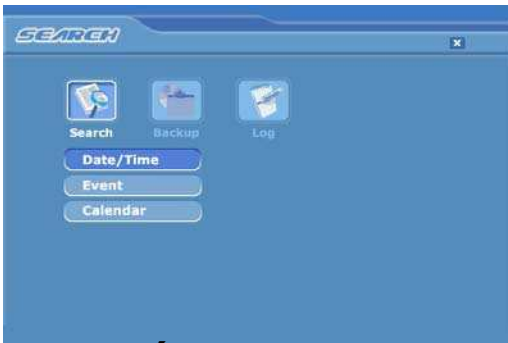 SEARCH
Search Backup Log
Date/Time
Event
Calendar